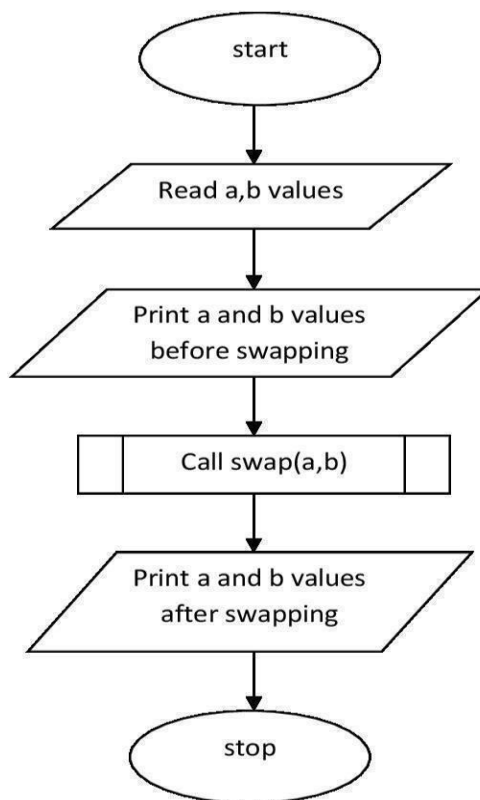 start
Read a,b values
Print a and b values
before swapping
Call swap(a,b)
Print a and b values
after swapping
stop